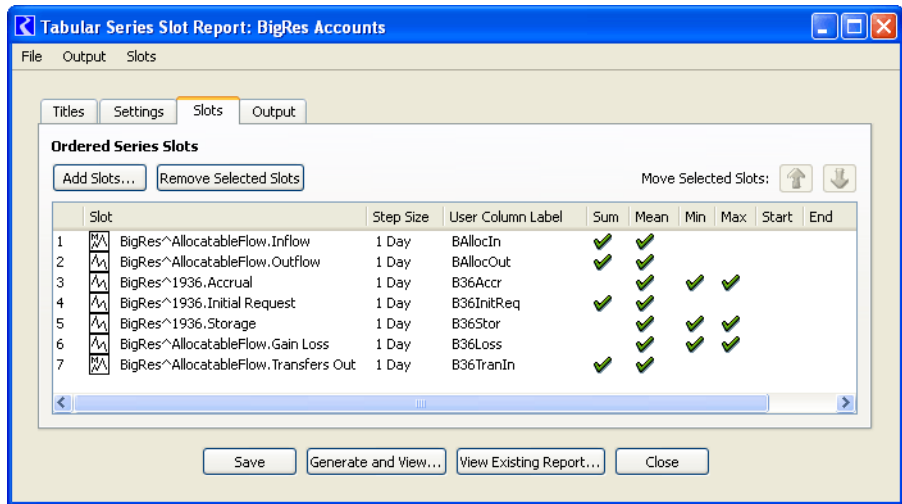 Tabular Series Slot Report: BigRes Accounts
File Output Slots
Titles Settings Slots Output
Ordered Series Slots
Add Slots... Remove Selected Slots Move Selected Slots:
Slot Step Size User Column Label Sum Mean Min Max Start End
1 BigRes^AllocatableFlow.Inflow 1 Day BAllocIn
2 BigRes^AllocatableFlow.Outflow 1 Day BAllocOut
3 BigRes^1936.Accrual 1 Day B36Accr
4 BigRes^1936.Initial Request 1 Day B36InitReq
5 BigRes^1936.Storage 1 Day B36Stor
6 BigRes^AllocatableFlow.Gain Loss 1 Day B36Loss
7 BigRes^AllocatableFlow.Transfers Out 1 Day B36TranIn
Save Generate and View... View Existing Report... Close